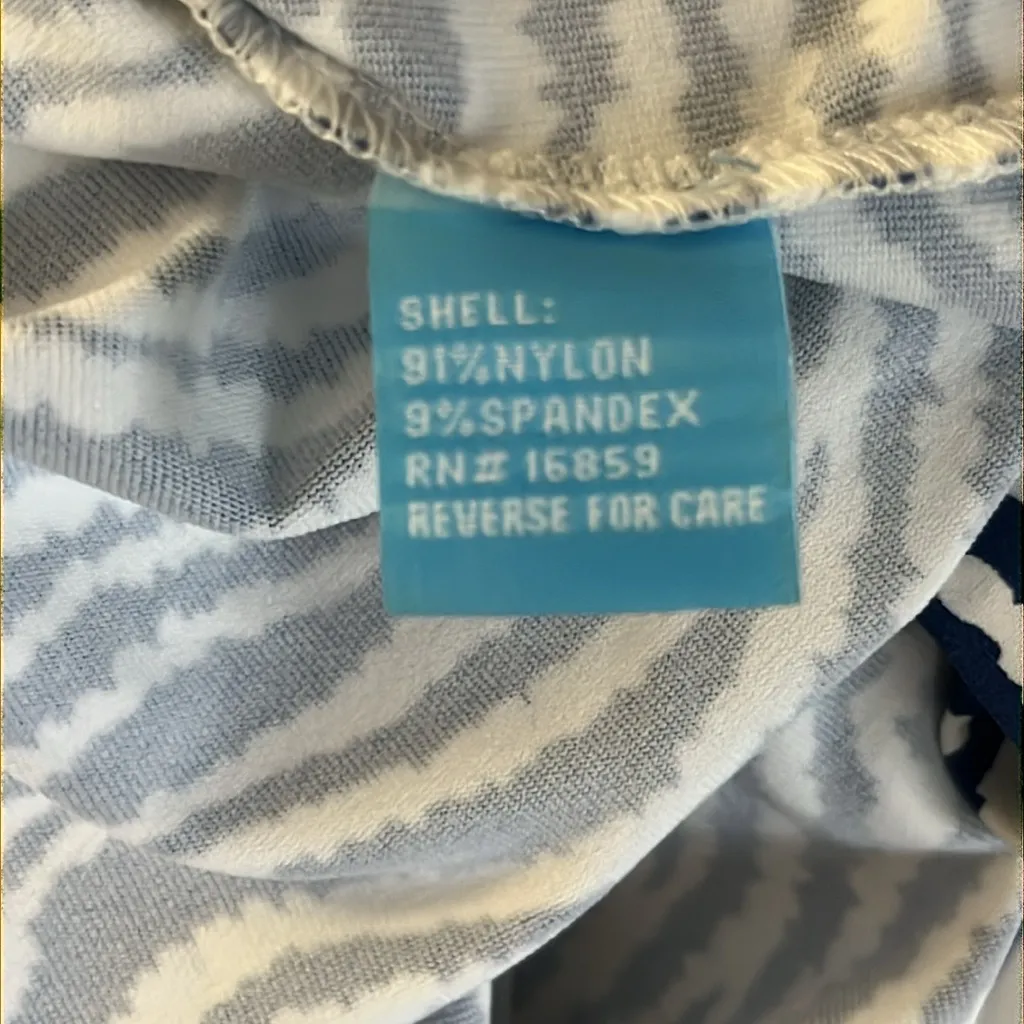 SHELL:
91%NYLON
9%SPANDEX
RN# 16859
REVERSE FOR CARE